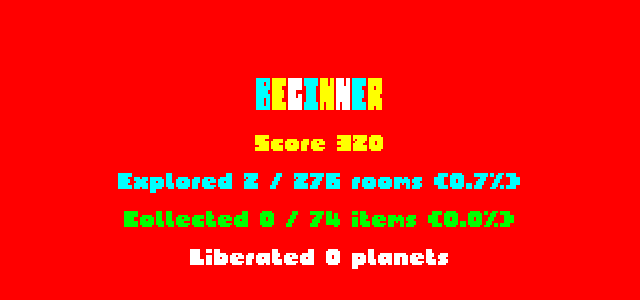 BEGINNER
Score 320
Explored 2 / 276 rooms (0.7%)
Collected 0 / 74 items (0.0%)
Liberated 0 planets